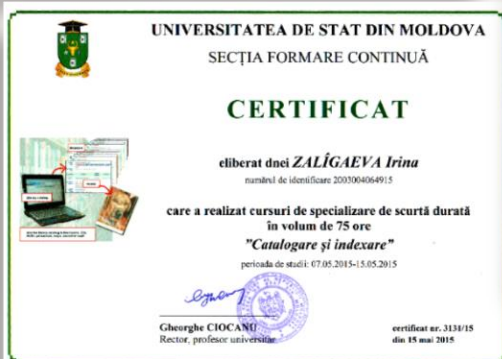 UNIVERSITATEA DE STAT DIN MOLDOVA
SECȚIA FORMARE CONTINUĂ
CERTIFICAT
eliberat dnei ZALÎGAEVA Irina
numărul de identificare 2003004064915
care a realizat cursuri de specializare de scurtă durată
în volum de 75 ore
"Catalogare și indexare"
perioada de studii: 07.05.2015-15.05.2015
Gheorghe CIOCANU
Rector, profesor universitar
certificat nr. 3131/15
din 15 mai 2015